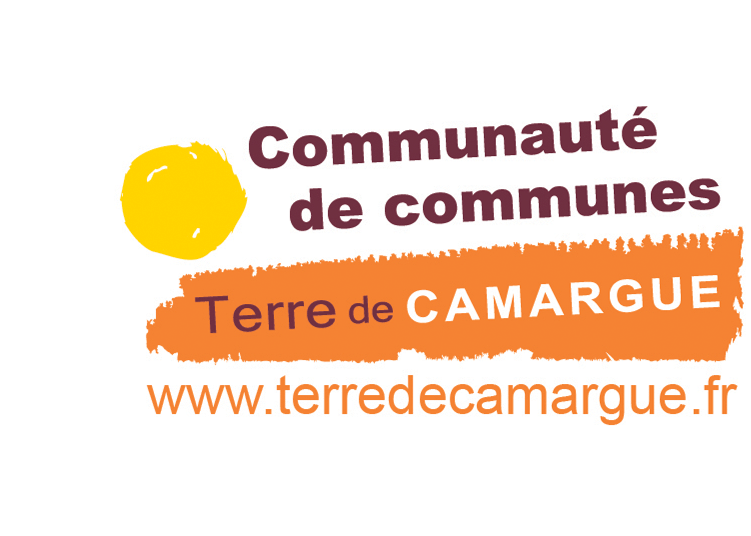 Communauté
de communes
Terre de CAMARGUE
www.terredecamargue.fr